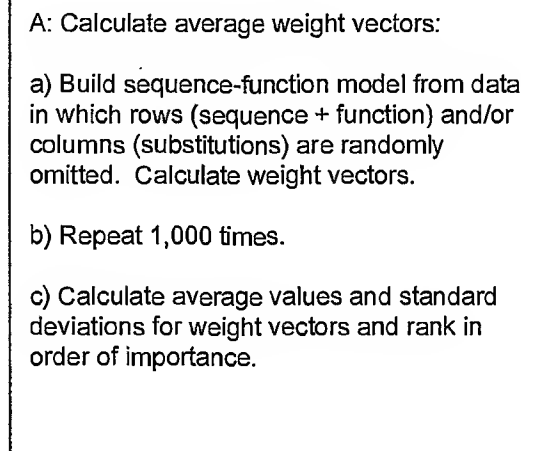 A: Calculate average weight vectors:
a) Build sequence-function model from data
in which rows (sequence + function) and/or
columns (substitutions) are randomly
omitted.  Calculate weight vectors.
b) Repeat 1,000 times.
c) Calculate average values and standard
deviations for weight vectors and rank in
order of importance.